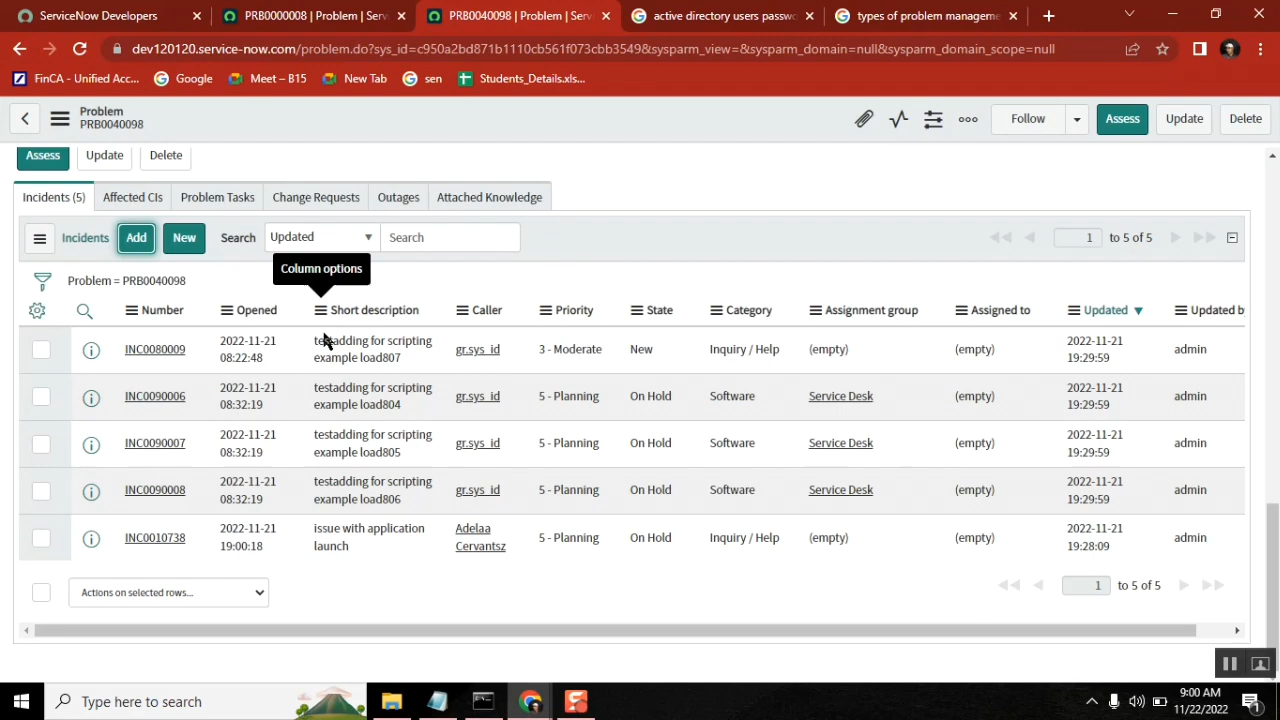 ServiceNow Developers
PRB0000008 | Problem | Serv
PRB0040098 | Problem | Serv
active directory users passwo
types of problem manageme
dev120120.service-now.com/problem.do?sys_id=c950a2bd871b1110cb561f073cbb3549&sysparm_view=&sysparm_domain=null&sysparm_domain_scope=null
FinCA - Unified Acc...
Google
Meet – B15
New Tab
sen
Students_Details.xls...
Problem
PRB0040098
Follow
Assess
Update
Delete
Assess
Update
Delete
Incidents (5)
Affected CIs
Problem Tasks
Change Requests
Outages
Attached Knowledge
Incidents
Add
New
Search
Updated
Search
1 to 5 of 5
Column options
Problem = PRB0040098
Number Opened Short description Caller Priority State Category Assignment group Assigned to Updated Updated b
INC0080009 2022-11-21 08:22:48 testadding for scripting example load807 gr.sys_id 3 - Moderate New Inquiry / Help (empty) (empty) 2022-11-21 19:29:59 admin
INC0090006 2022-11-21 08:32:19 testadding for scripting example load804 gr.sys_id 5 - Planning On Hold Software Service Desk (empty) 2022-11-21 19:29:59 admin
INC0090007 2022-11-21 08:32:19 testadding for scripting example load805 gr.sys_id 5 - Planning On Hold Software Service Desk (empty) 2022-11-21 19:29:59 admin
INC0090008 2022-11-21 08:32:19 testadding for scripting example load806 gr.sys_id 5 - Planning On Hold Software Service Desk (empty) 2022-11-21 19:29:59 admin
INC0010738 2022-11-21 19:00:18 issue with application launch Adelaa Cervantsz 5 - Planning On Hold Inquiry / Help (empty) (empty) 2022-11-21 19:28:09 admin
Actions on selected rows...
1 to 5 of 5
Type here to search
9:00 AM
11/22/2022
1